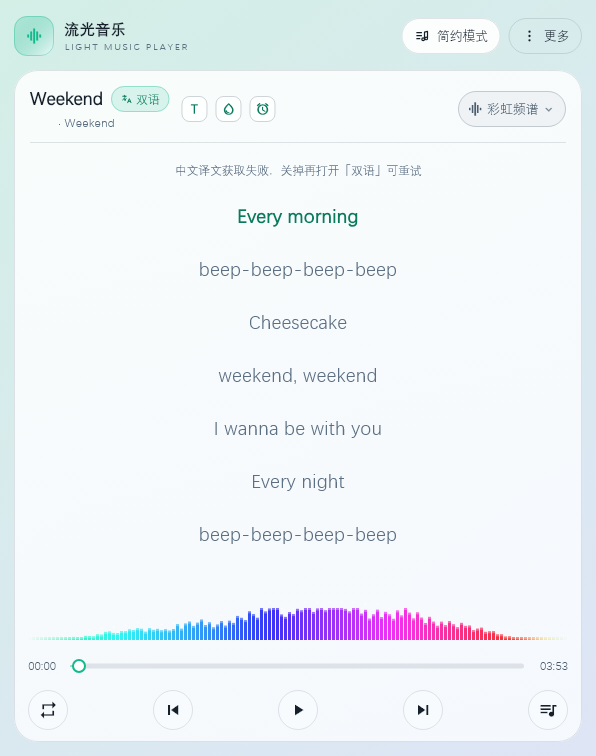 流光音乐
LIGHT MUSIC PLAYER
简约模式
更多
Weekend
双语
T
· Weekend
彩虹频谱
中文译文获取失败，关掉再打开「双语」可重试
Every morning
beep-beep-beep-beep
Cheesecake
weekend, weekend
I wanna be with you
Every night
beep-beep-beep-beep
00:00
03:53